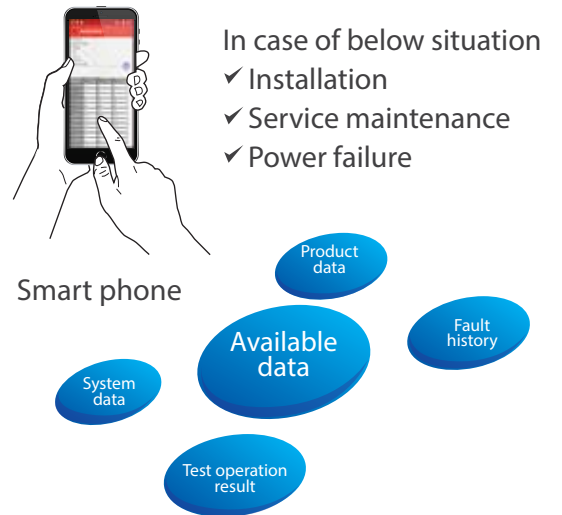 In case of below situation
✓ Installation
✓ Service maintenance
✓ Power failure
Smart phone
Product
data
Available
data
Fault
history
System
data
Test operation
result